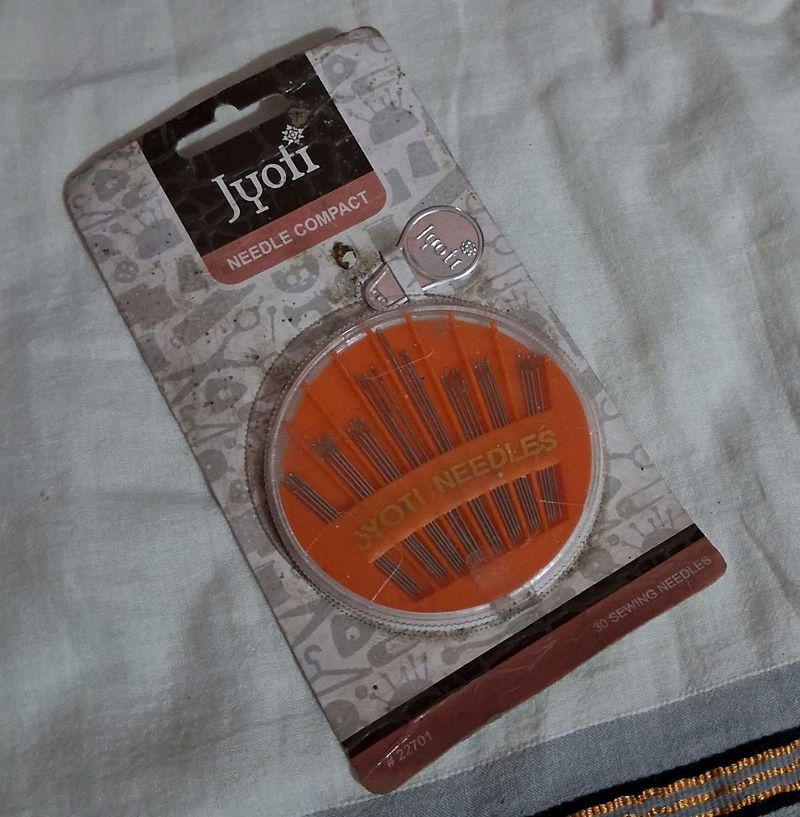 Jyoti
NEEDLE COMPACT
Jyoti
JYOTI NEEDLES
30 SEWING NEEDLES
# 22701